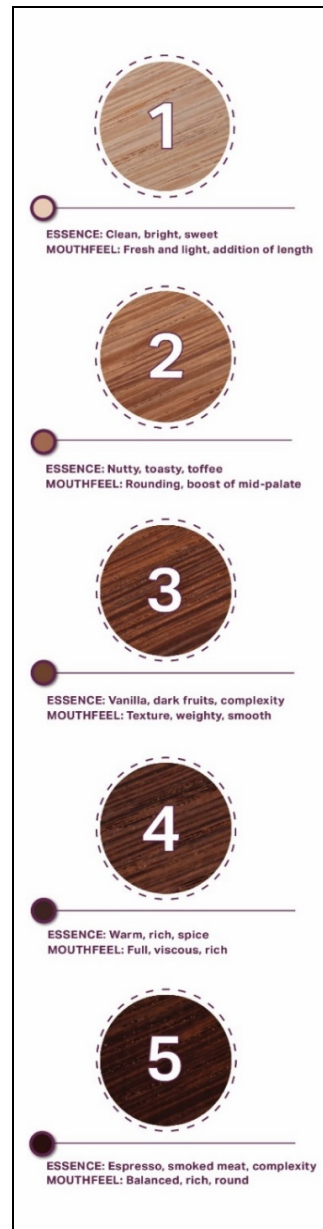 1
ESSENCE: Clean, bright, sweet
MOUTHFEEL: Fresh and light, addition of length
2
ESSENCE: Nutty, toasty, toffee
MOUTHFEEL: Rounding, boost of mid-palate
3
ESSENCE: Vanilla, dark fruits, complexity
MOUTHFEEL: Texture, weighty, smooth
4
ESSENCE: Warm, rich, spice
MOUTHFEEL: Full, viscous, rich
5
ESSENCE: Espresso, smoked meat, complexity
MOUTHFEEL: Balanced, rich, round